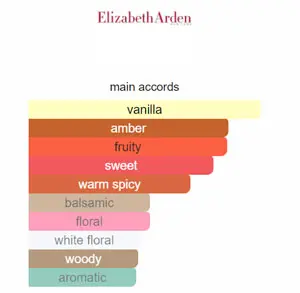 Elizabeth Arden
main accords
vanilla
amber
fruity
sweet
warm spicy
balsamic
floral
white floral
woody
aromatic